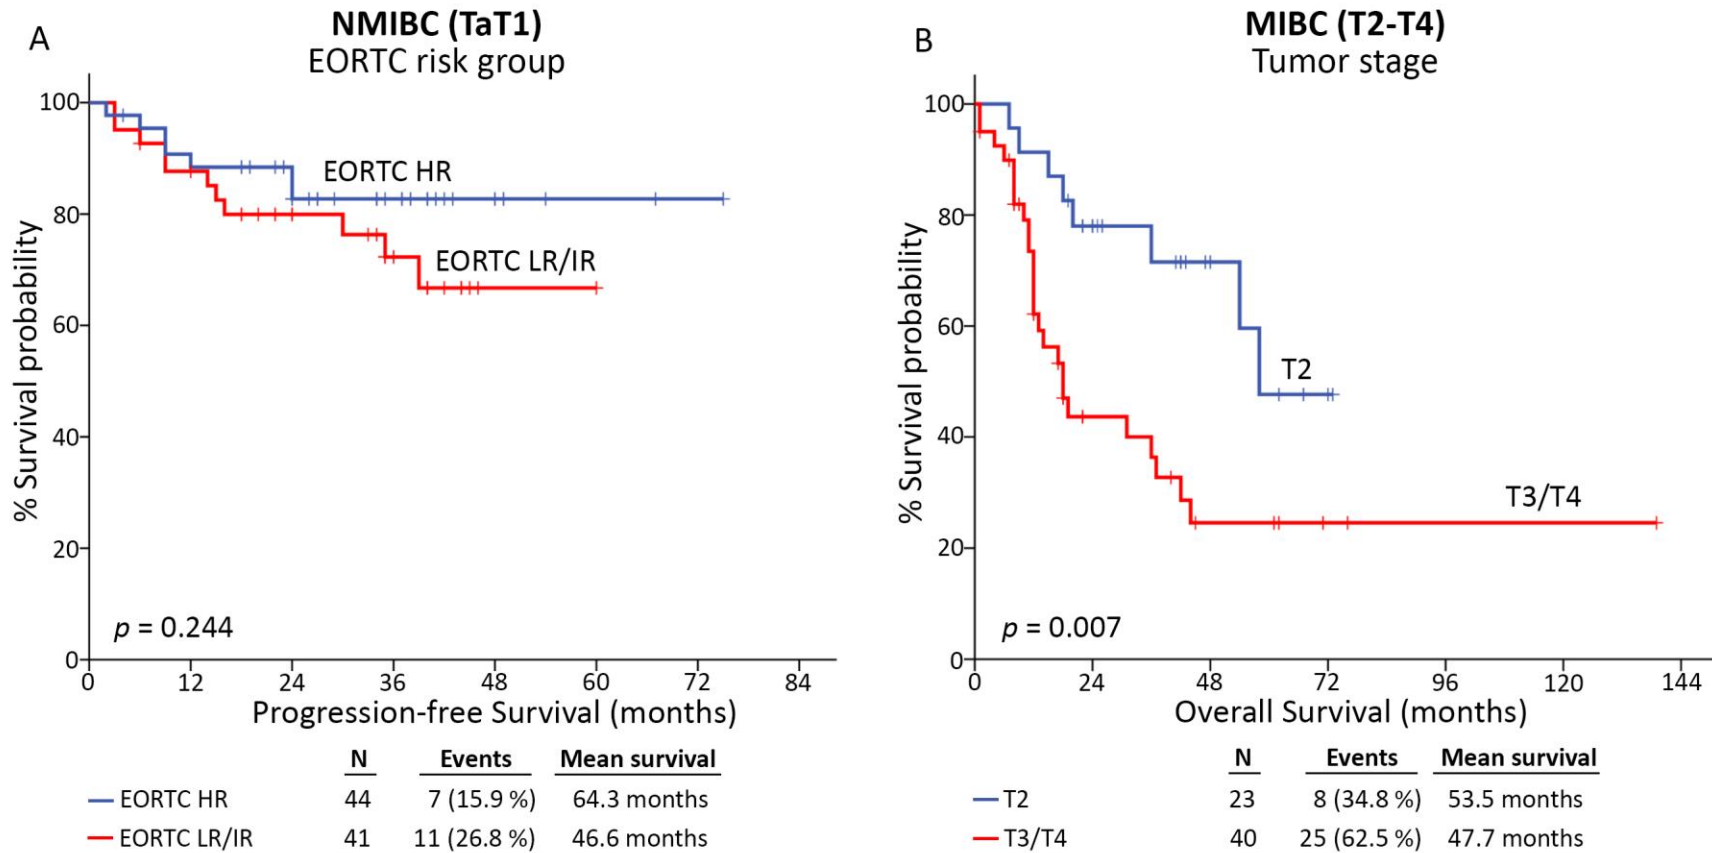 A
NMIBC (TaT1)
EORTC risk group
% Survival probability
100
80
60
40
20
0
EORTC HR
EORTC LR/IR
p = 0.244
0 12 24 36 48 60 72 84
Progression-free Survival (months)
N Events Mean survival
EORTC HR 44 7 (15.9 %) 64.3 months
EORTC LR/IR 41 11 (26.8 %) 46.6 months
B
MIBC (T2-T4)
Tumor stage
% Survival probability
100
80
60
40
20
0
T2
T3/T4
p = 0.007
0 24 48 72 96 120 144
Overall Survival (months)
N Events Mean survival
T2 23 8 (34.8 %) 53.5 months
T3/T4 40 25 (62.5 %) 47.7 months